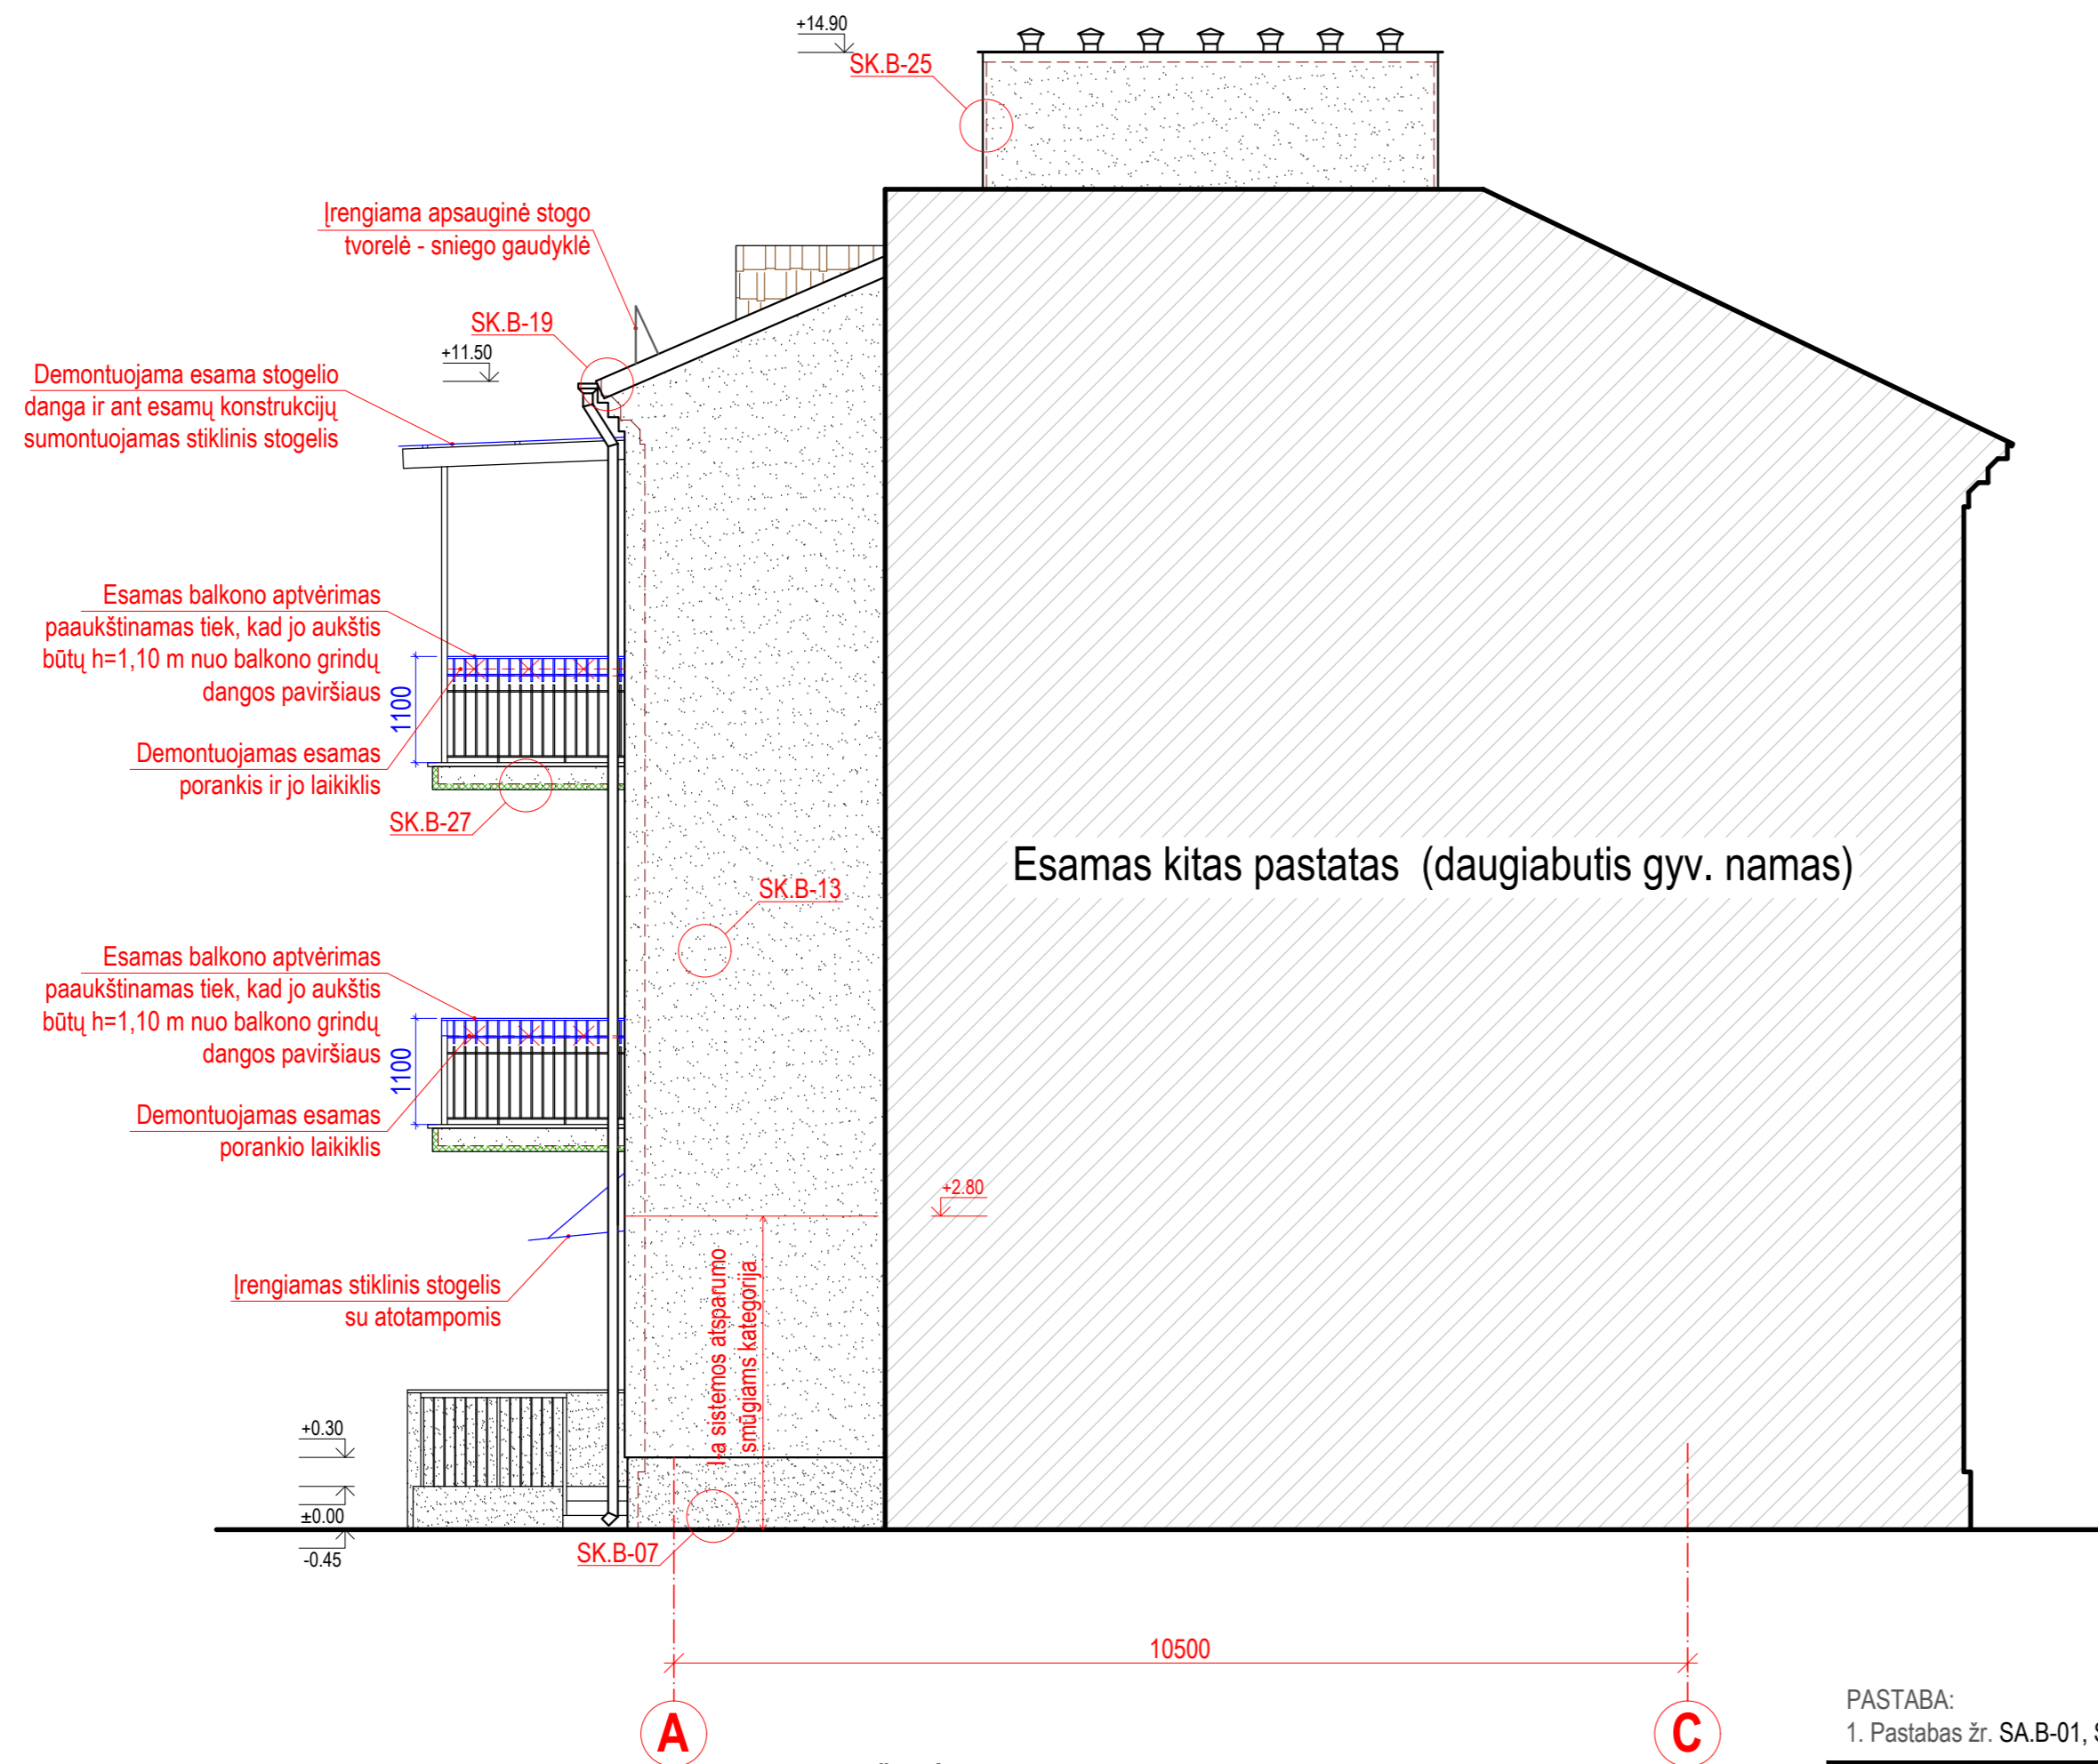 +14.90
SK.B-25
Įrengiama apsauginė stogo
tvorelė - sniego gaudyklė
SK.B-19
+11.50
Demontuojama esama stogelio
danga ir ant esamų konstrukcijų
sumontuojamas stiklinis stogelis
Esamas balkono aptvėrimas
paaukštinamas tiek, kad jo aukštis
būtų h=1,10 m nuo balkono grindų
dangos paviršiaus
1100
Demontuojamas esamas
porankis ir jo laikiklis
SK.B-27
Esamas kitas pastatas (daugiabutis gyv. namas)
SK.B-13
Esamas balkono aptvėrimas
paaukštinamas tiek, kad jo aukštis
būtų h=1,10 m nuo balkono grindų
dangos paviršiaus
1100
Demontuojamas esamas
porankio laikiklis
+2.80
Įrengiamas stiklinis stogelis
su atotampomis
I-a sistemos atsparumo
smūgiams kategorija
+0.30
±0.00
-0.45
SK.B-07
10500
A
C
PASTABA:
1. Pastabas žr. SA.B-01,